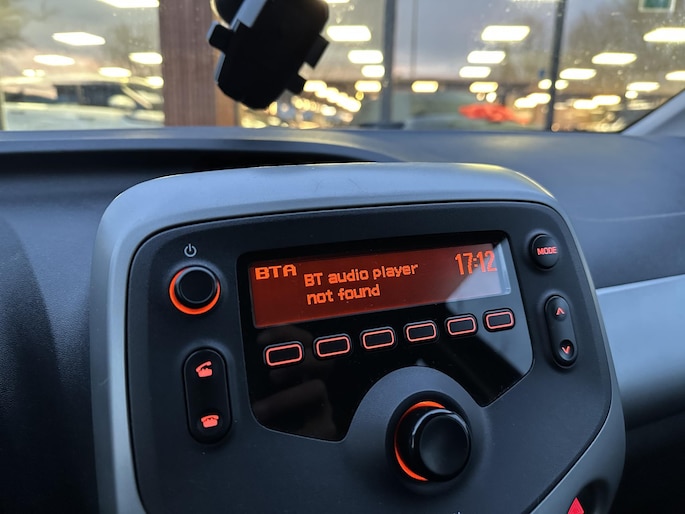 BTA
BT audio player
not found
17:12
MODE